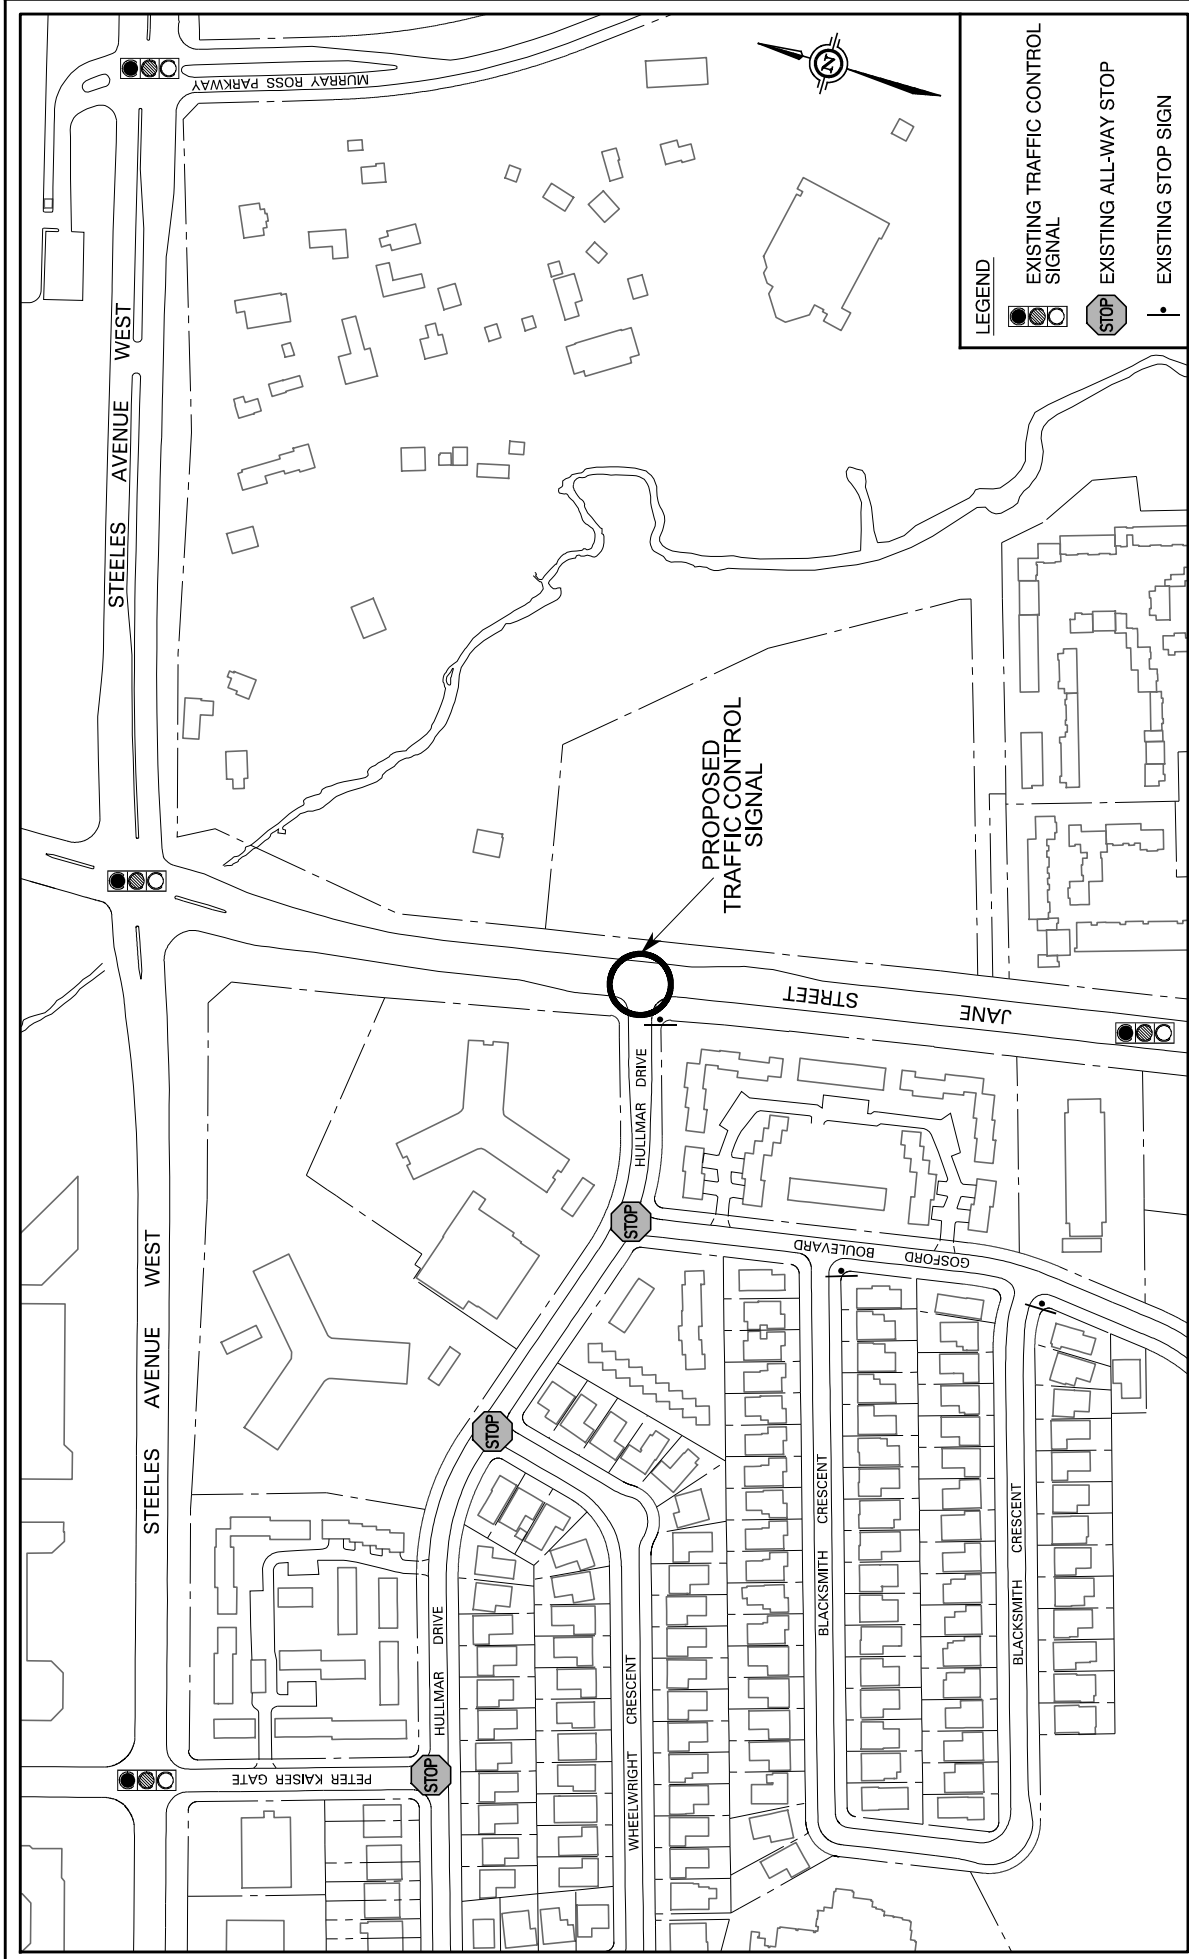 STEELES AVENUE WEST
STEELES AVENUE WEST
MURRAY ROSS PARKWAY
PETER KAISER GATE
HULLMAR DRIVE
HULLMAR DRIVE
WHEELWRIGHT CRESCENT
BLACKSMITH CRESCENT
BLACKSMITH CRESCENT
GOSFORD BOULEVARD
JANE STREET
STOP
STOP
STOP
PROPOSED
TRAFFIC CONTROL
SIGNAL
N
LEGEND
EXISTING TRAFFIC CONTROL
SIGNAL
STOP EXISTING ALL-WAY STOP
EXISTING STOP SIGN